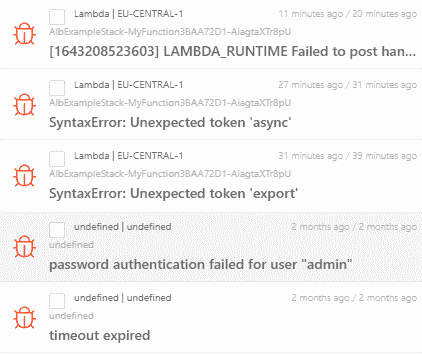 Lambda | EU-CENTRAL-1 11 minutes ago / 20 minutes ago
AlbExampleStack-MyFunction3BAA72D1-AiagtaXTr8pU
[1643208523603] LAMBDA_RUNTIME Failed to post han...
Lambda | EU-CENTRAL-1 27 minutes ago / 31 minutes ago
AlbExampleStack-MyFunction3BAA72D1-AiagtaXTr8pU
SyntaxError: Unexpected token 'async'
Lambda | EU-CENTRAL-1 31 minutes ago / 39 minutes ago
AlbExampleStack-MyFunction3BAA72D1-AiagtaXTr8pU
SyntaxError: Unexpected token 'export'
undefined | undefined 2 months ago / 2 months ago
undefined
password authentication failed for user "admin"
undefined | undefined 2 months ago / 2 months ago
undefined
timeout expired